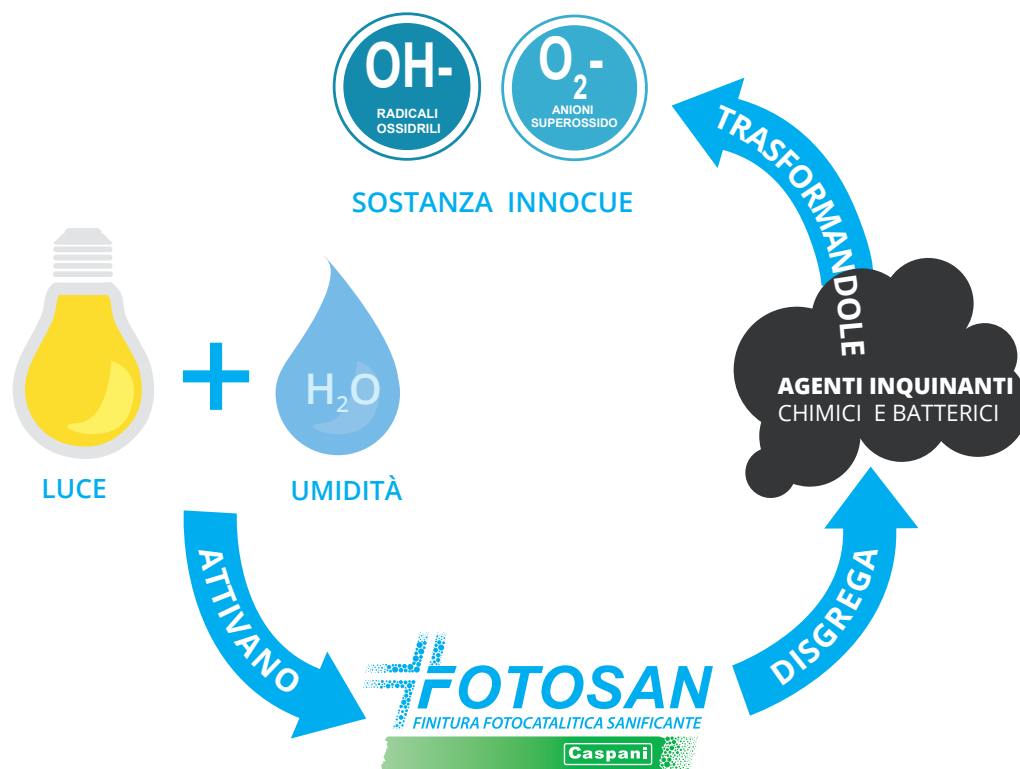 OH-
RADICALI
OSSIDRILI
O2-
ANIONI
SUPEROSSIDO
SOSTANZA INNOCUE
TRASFORMANDOLE
H2O
AGENTI INQUINANTI
CHIMICI E BATTERICI
LUCE
UMIDITÀ
ATTIVANO
DISGREGA
FOTOSAN
FINITURA FOTOCATALITICA SANIFICANTE
Caspani